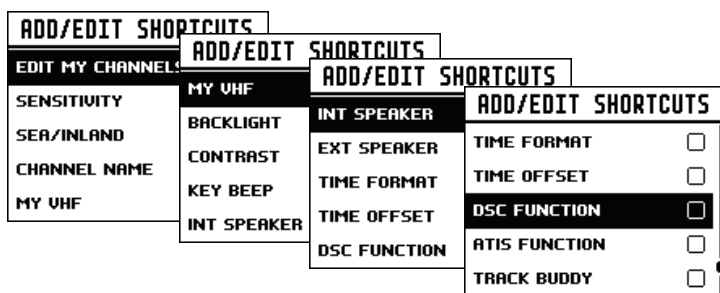 ADD/EDIT SHORTCUTS
EDIT MY CHANNELS
SENSITIVITY
SEA/INLAND
CHANNEL NAME
MY VHF
ADD/EDIT SHORTCUTS
MY VHF
BACKLIGHT
CONTRAST
KEY BEEP
INT SPEAKER
ADD/EDIT SHORTCUTS
INT SPEAKER
EXT SPEAKER
TIME FORMAT
TIME OFFSET
DSC FUNCTION
ADD/EDIT SHORTCUTS
TIME FORMAT
TIME OFFSET
DSC FUNCTION
ATIS FUNCTION
TRACK BUDDY